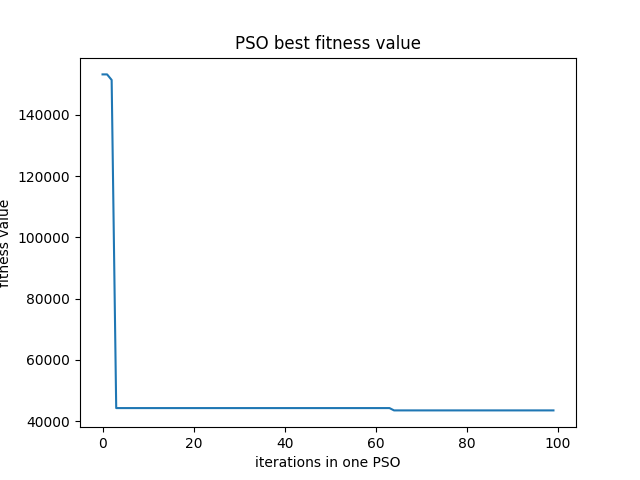 PSO best fitness value
140000
120000
100000
80000
60000
40000
fitness value
0 20 40 60 80 100
iterations in one PSO